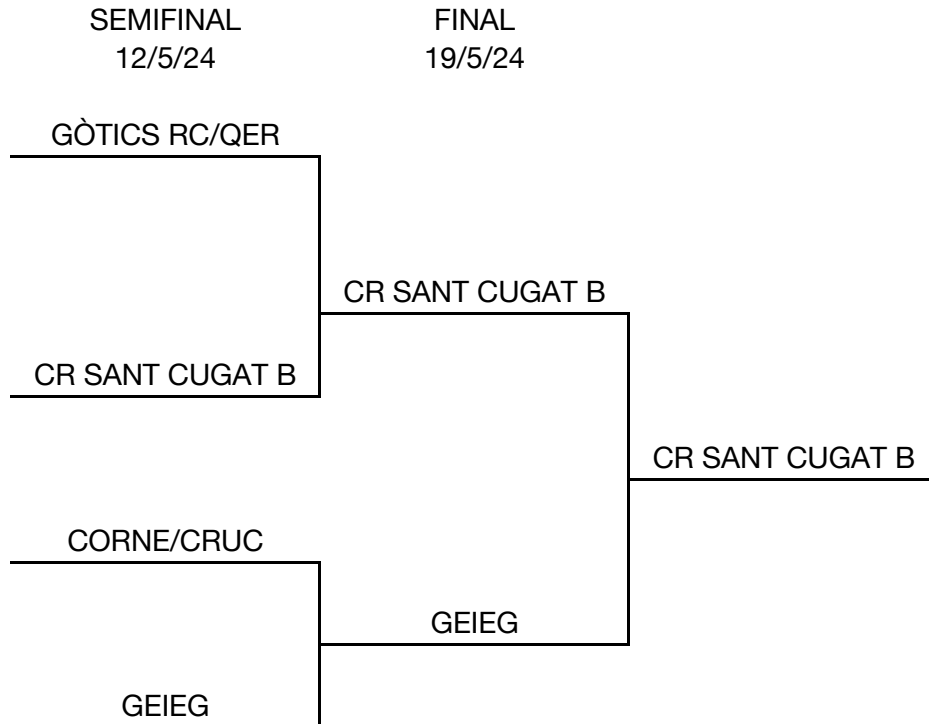 SEMIFINAL FINAL
12/5/24 19/5/24
GÒTICS RC/QER
CR SANT CUGAT B
CR SANT CUGAT B
CR SANT CUGAT B
CORNE/CRUC
GEIEG
GEIEG